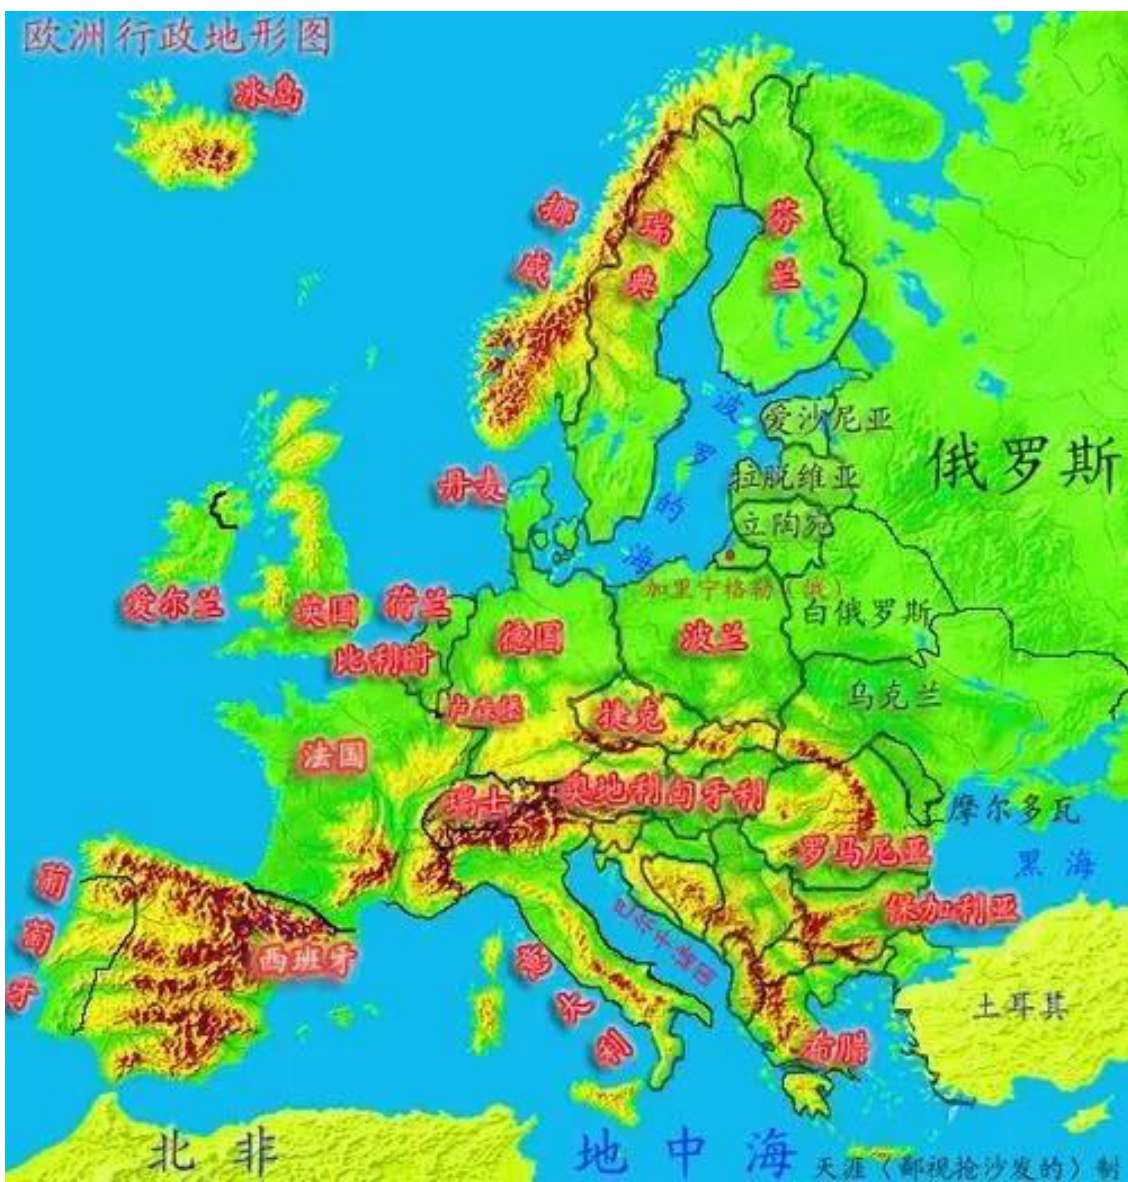 欧洲行政地形图
冰岛
挪威
瑞典
芬兰
波罗的海
爱沙尼亚
俄罗斯
拉脱维亚
丹麦
立陶宛
加里宁格勒（俄）
爱尔兰
英国
荷兰
德国
波兰
白俄罗斯
比利时
乌克兰
卢森堡
捷克
法国
瑞士
奥地利
匈牙利
摩尔多瓦
罗马尼亚
黑海
葡萄牙
保加利亚
西班牙
意大利
土耳其
希腊
北非
地中海
天涯（鄙视抢沙发的）制